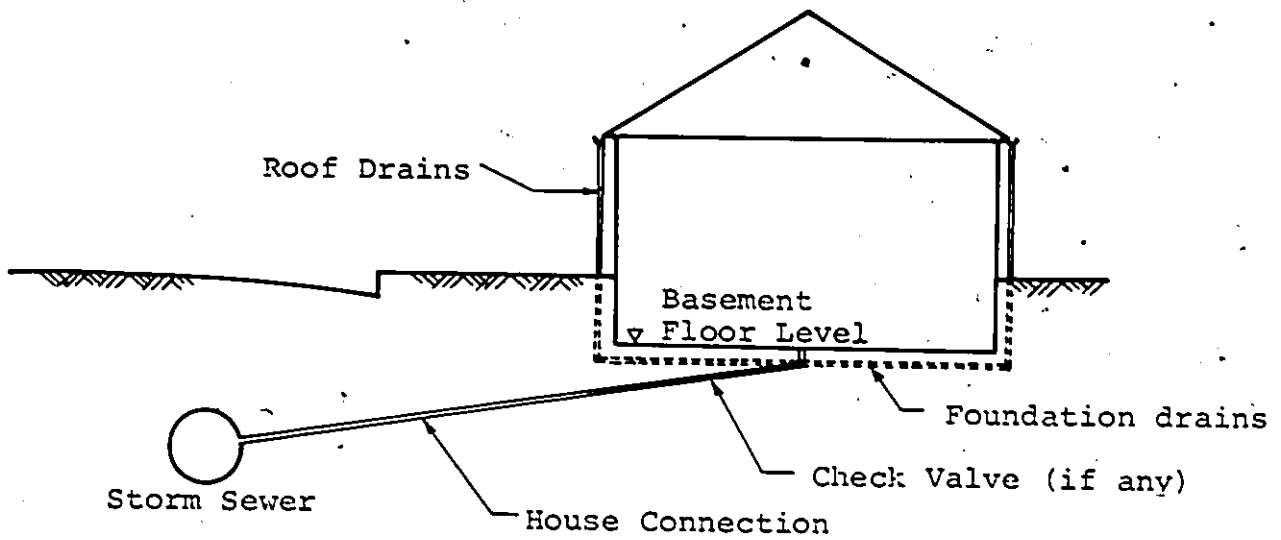 Roof Drains
Basement
Floor Level
Foundation drains
Check Valve (if any)
Storm Sewer
House Connection